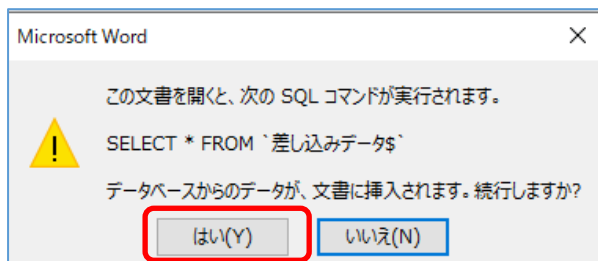 Microsoft Word
この文書を開くと、次の SQL コマンドが実行されます。
SELECT * FROM `差し込みデータ$`
データベースからのデータが、文書に挿入されます。続行しますか?
はい(Y) いいえ(N)